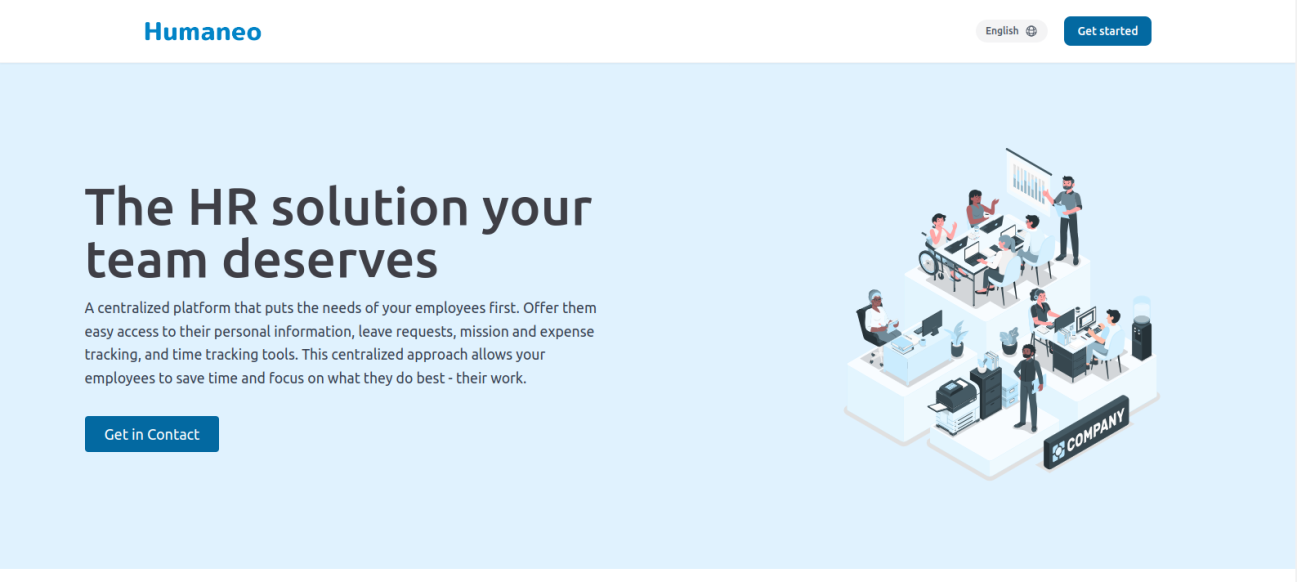 Humaneo
English
Get started
The HR solution your
team deserves
A centralized platform that puts the needs of your employees first. Offer them
easy access to their personal information, leave requests, mission and expense
tracking, and time tracking tools. This centralized approach allows your
employees to save time and focus on what they do best - their work.
Get in Contact
COMPANY